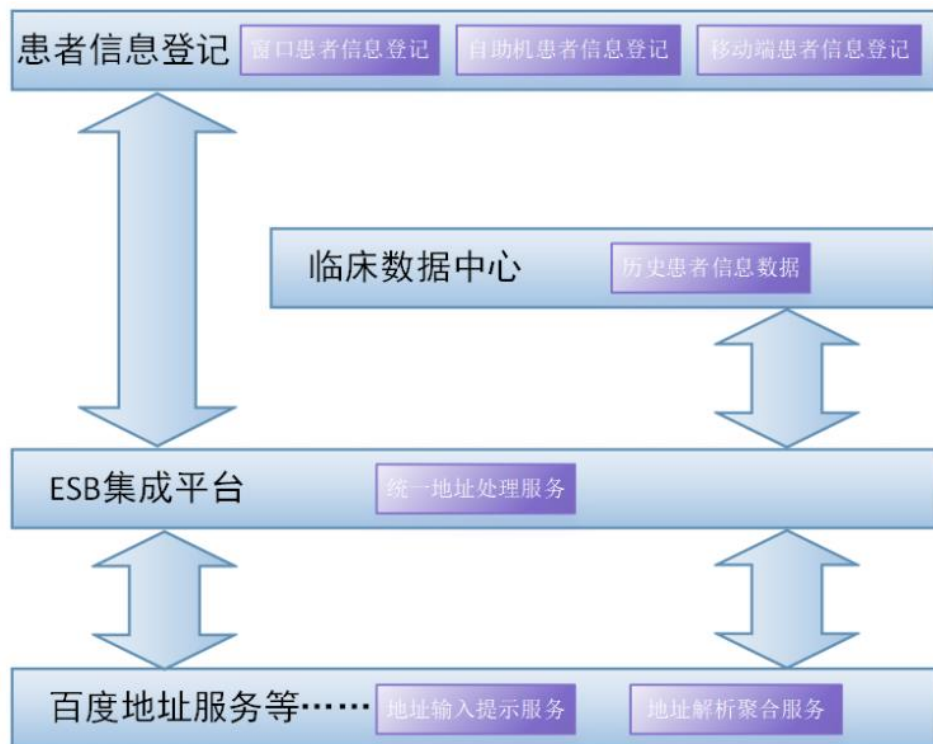 患者信息登记 窗口患者信息登记 自助机患者信息登记 移动端患者信息登记
临床数据中心 历史患者信息数据
ESB集成平台 统一地址处理服务
百度地址服务等…… 地址输入提示服务 地址解析聚合服务